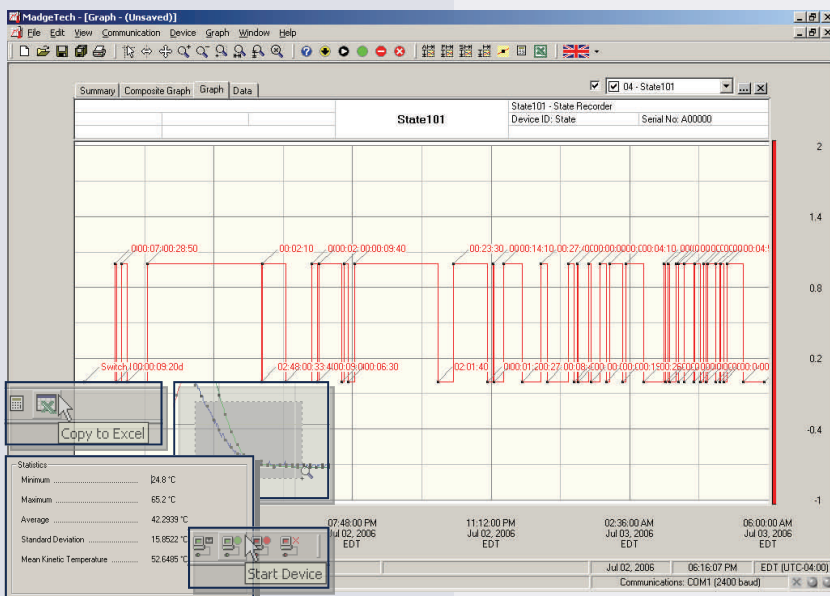 MadgeTech - [Graph - (Unsaved)]
File Edit View Communication Device Graph Window Help
Summary Composite Graph Graph Data
04 - State101
State101
State101 - State Recorder
Device ID: State Serial No: A00000
2
1.4
0.8
0.2
-0.4
-1
00:28:50 00:02:10 00:09:40 00:23:30 00:14:10
02:48:00 00:06:30 02:01:40
Copy to Excel
Statistics
Minimum 24.8 °C
Maximum 65.2 °C
Average 42.2939 °C
Standard Deviation 15.8522 °C
Mean Kinetic Temperature 52.6485 °C
Start Device
07:48:00 PM
Jul 02, 2006
EDT
11:12:00 PM
Jul 02, 2006
EDT
02:36:00 AM
Jul 03, 2006
EDT
06:00:00 AM
Jul 03, 2006
EDT
Jul 02, 2006 06:16:07 PM EDT (UTC-04:00)
Communications: COM1 (2400 baud)